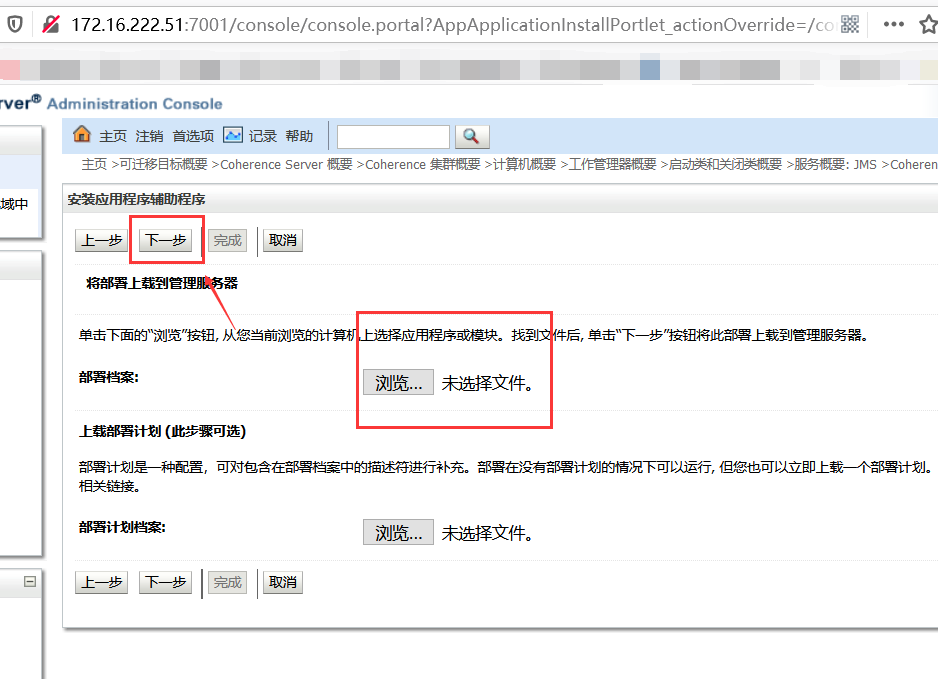 172.16.222.51:7001/console/console.portal?AppApplicationInstallPortlet_actionOverride=/co
rver® Administration Console
主页 注销 首选项 记录 帮助
主页 >可迁移目标概要 >Coherence Server 概要 >Coherence 集群概要 >计算机概要 >工作管理器概要 >启动类和关闭类概要 >服务概要: JMS >Coheren
域中
安装应用程序辅助程序
上一步 下一步 完成 取消
将部署上载到管理服务器
单击下面的“浏览”按钮, 从您当前浏览的计算机上选择应用程序或模块。找到文件后, 单击“下一步”按钮将此部署上载到管理服务器。
部署档案: 浏览... 未选择文件。
上载部署计划 (此步骤可选)
部署计划是一种配置，可对包含在部署档案中的描述符进行补充。部署在没有部署计划的情况下可以运行, 但您也可以立即上载一个部署计划。
相关链接。
部署计划档案: 浏览... 未选择文件。
上一步 下一步 完成 取消